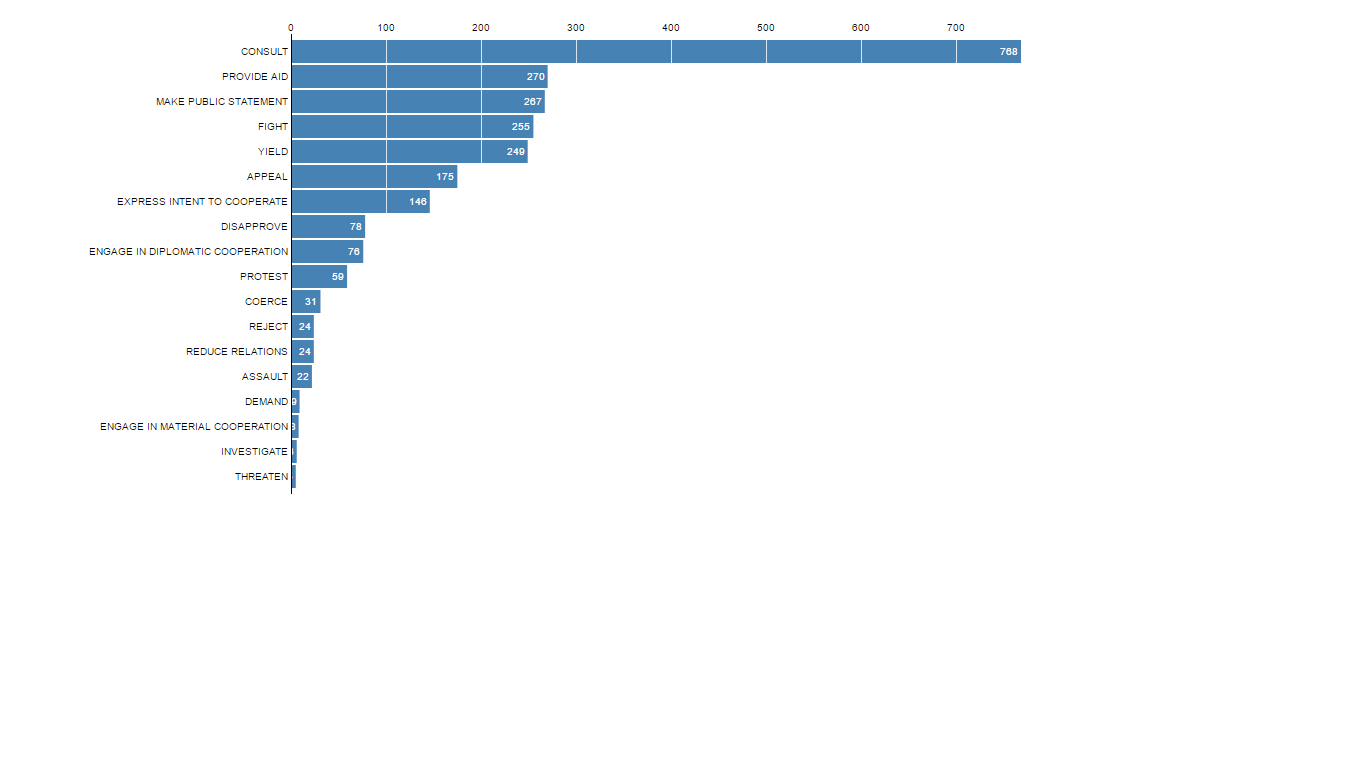 0 100 200 300 400 500 600 700
CONSULT 768
PROVIDE AID 270
MAKE PUBLIC STATEMENT 267
FIGHT 255
YIELD 249
APPEAL 175
EXPRESS INTENT TO COOPERATE 146
DISAPPROVE 78
ENGAGE IN DIPLOMATIC COOPERATION 76
PROTEST 59
COERCE 31
REJECT 24
REDUCE RELATIONS 24
ASSAULT 22
DEMAND 9
ENGAGE IN MATERIAL COOPERATION
INVESTIGATE
THREATEN